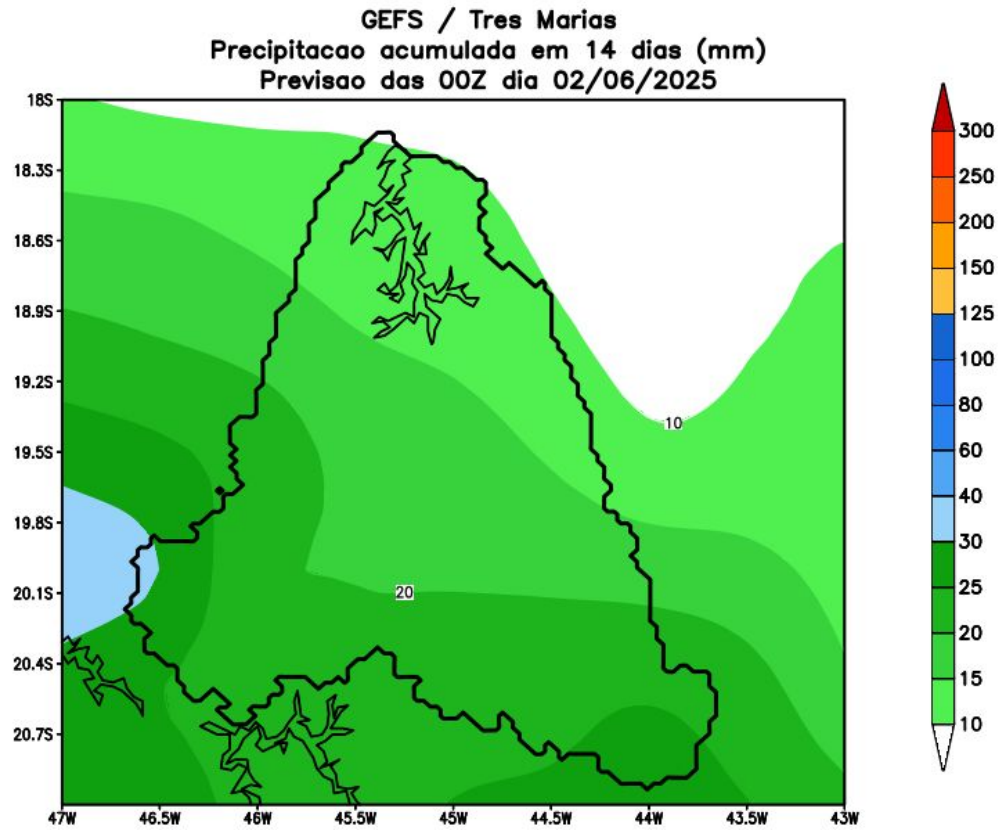 GEFS / Tres Marias
Precipitacao acumulada em 14 dias (mm)
Previsao das 00Z dia 02/06/2025
18S
18.3S
18.6S
18.9S
19.2S
19.5S
19.8S
20.1S
20.4S
20.7S
47W
46.5W
46W
45.5W
45W
44.5W
44W
43.5W
43W
10
20
300
250
200
150
125
100
80
60
40
30
25
20
15
10